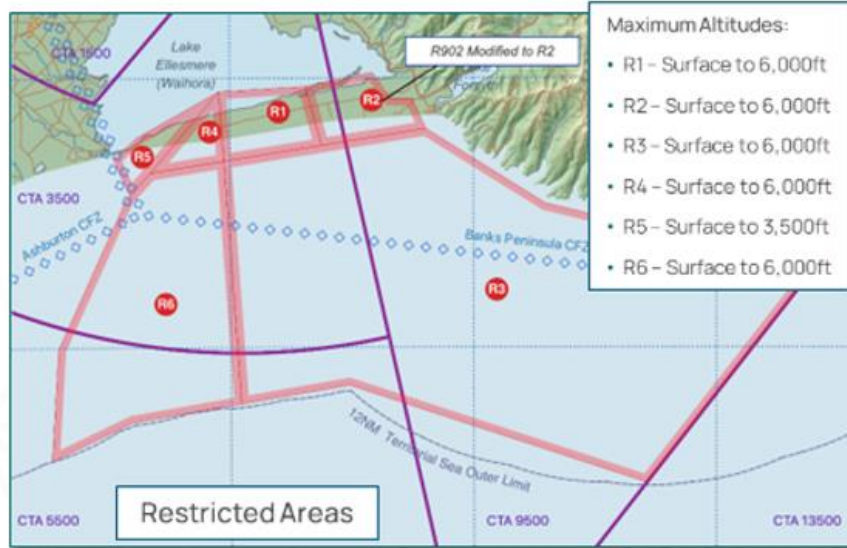 CTA 1500
Lake
Ellesmere
(Waihora)
R902 Modified to R2
R1
R2
R4
R5
CTA 3500
Ashburton CFZ
Banks Peninsula CFZ
R6
R3
12NM Territorial Sea Outer Limit
CTA 5500
Restricted Areas
CTA 9500
CTA 13500
Maximum Altitudes:
• R1 – Surface to 6,000ft
• R2 – Surface to 6,000ft
• R3 – Surface to 6,000ft
• R4 – Surface to 6,000ft
• R5 – Surface to 3,500ft
• R6 – Surface to 6,000ft